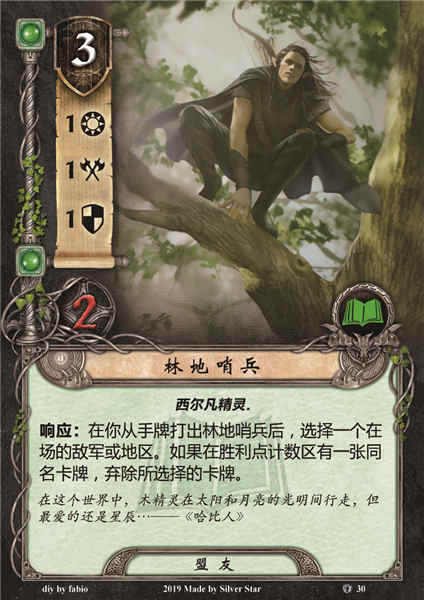 3
1
1
1
2
林地哨兵
西尔凡精灵.
响应：在你从手牌打出林地哨兵后，选择一个在
场的敌军或地区。如果在胜利点计数区有一张同
名卡牌，弃除所选择的卡牌。
在这个世界中，木精灵在太阳和月亮的光明间行走，但
最爱的还是星辰…——《哈比人》
盟友
diy by fabio
2019 Made by Silver Star
30